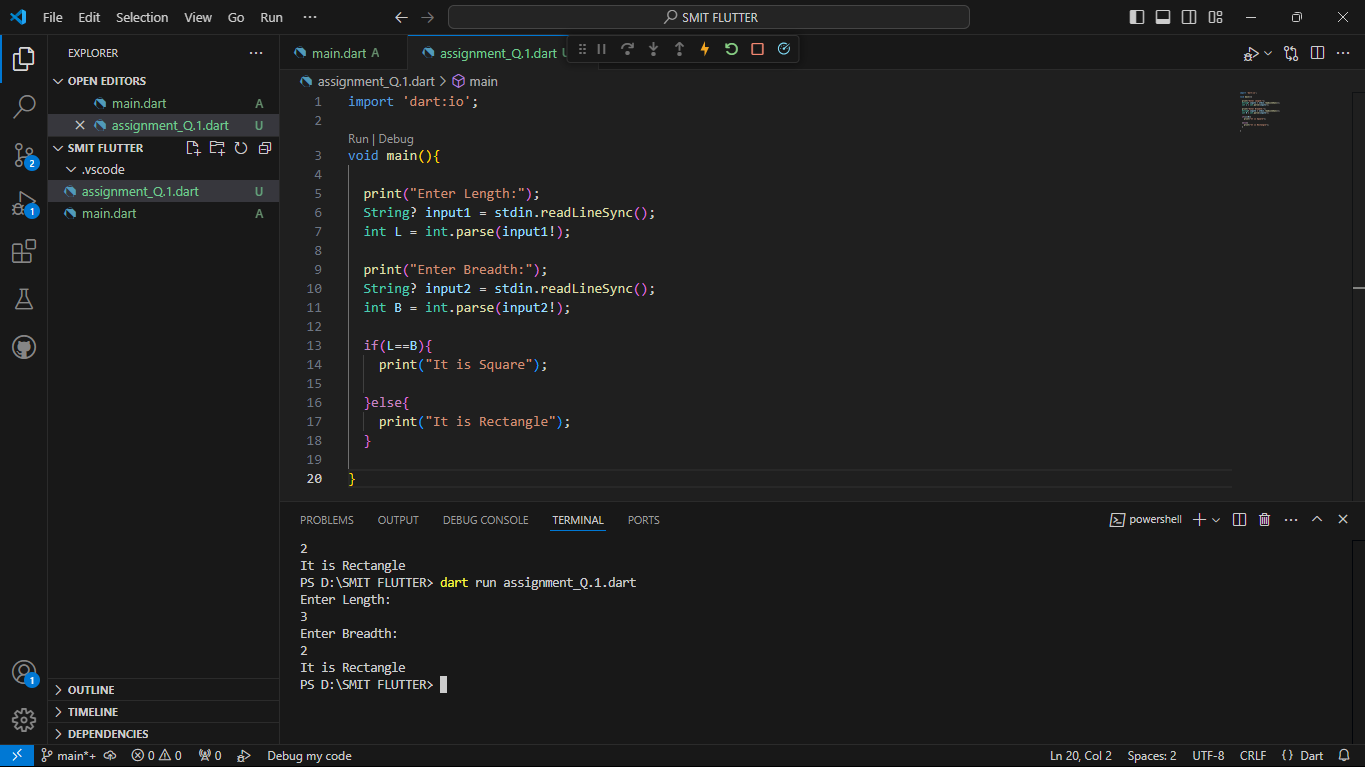 File Edit Selection View Go Run ··· SMIT FLUTTER
EXPLORER ···
OPEN EDITORS
main.dart A
assignment_Q.1.dart U
SMIT FLUTTER
.vscode
assignment_Q.1.dart U
main.dart A
OUTLINE
TIMELINE
DEPENDENCIES
main.dart A assignment_Q.1.dart
assignment_Q.1.dart > main
1 import 'dart:io';
2
Run | Debug
3 void main(){
4
5 print("Enter Length:");
6 String? input1 = stdin.readLineSync();
7 int L = int.parse(input1!);
8
9 print("Enter Breadth:");
10 String? input2 = stdin.readLineSync();
11 int B = int.parse(input2!);
12
13 if(L==B){
14 print("It is Square");
15
16 }else{
17 print("It is Rectangle");
18 }
19
20 }
PROBLEMS OUTPUT DEBUG CONSOLE TERMINAL PORTS powershell
2
It is Rectangle
PS D:\SMIT FLUTTER> dart run assignment_Q.1.dart
Enter Length:
3
Enter Breadth:
2
It is Rectangle
PS D:\SMIT FLUTTER>
2
1
1
main*+ 0 0 0 Debug my code Ln 20, Col 2 Spaces: 2 UTF-8 CRLF {} Dart